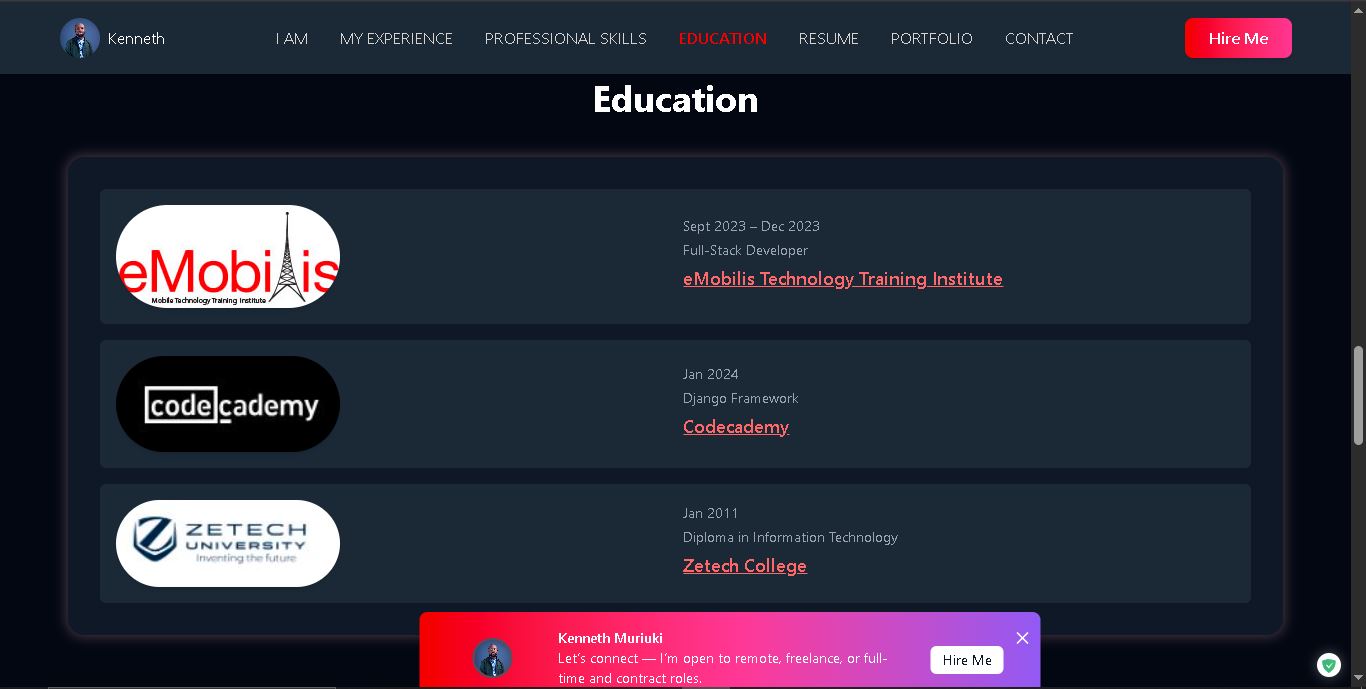 Kenneth
I AM
MY EXPERIENCE
PROFESSIONAL SKILLS
EDUCATION
RESUME
PORTFOLIO
CONTACT
Hire Me
Education
eMobilis
Mobile Technology Training Institute
Sept 2023 – Dec 2023
Full-Stack Developer
eMobilis Technology Training Institute
codecademy
Jan 2024
Django Framework
Codecademy
ZETECH
UNIVERSITY
Inventing the future
Jan 2011
Diploma in Information Technology
Zetech College
Kenneth Muriuki
Let's connect — I'm open to remote, freelance, or full-
time and contract roles.
Hire Me